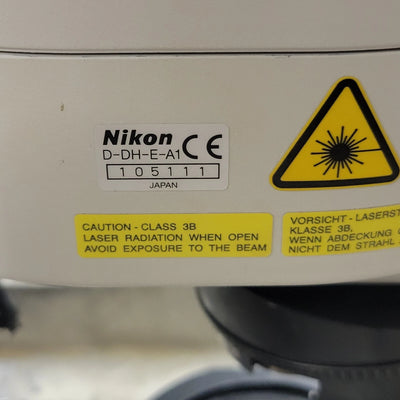 Nikon CE
D-DH-E-A1
105111
JAPAN
CAUTION - CLASS 3B
LASER RADIATION WHEN OPEN
AVOID EXPOSURE TO THE BEAM
VORSICHT - LASERST
KLASSE 3B,
WENN ABDECKUNG
NICHT DEM STRAHL